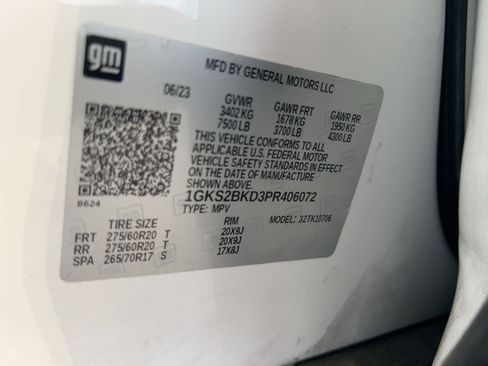 gm
MFD BY GENERAL MOTORS LLC
06/23 GVWR GAWR FRT GAWR RR
3402 KG 1678 KG 1950 KG
7500 LB 3700 LB 4300 LB
THIS VEHICLE CONFORMS TO ALL
APPLICABLE U.S. FEDERAL MOTOR
VEHICLE SAFETY STANDARDS IN EFFECT
ON THE DATE OF MANUFACTURE
SHOWN ABOVE.
8624 1GKS2BKD3PR406072
TYPE: MPV MODEL: 32TK10706
TIRE SIZE RIM
FRT 275/60R20 T 20X9J
RR 275/60R20 T 20X9J
SPA 265/70R17 S 17X8J